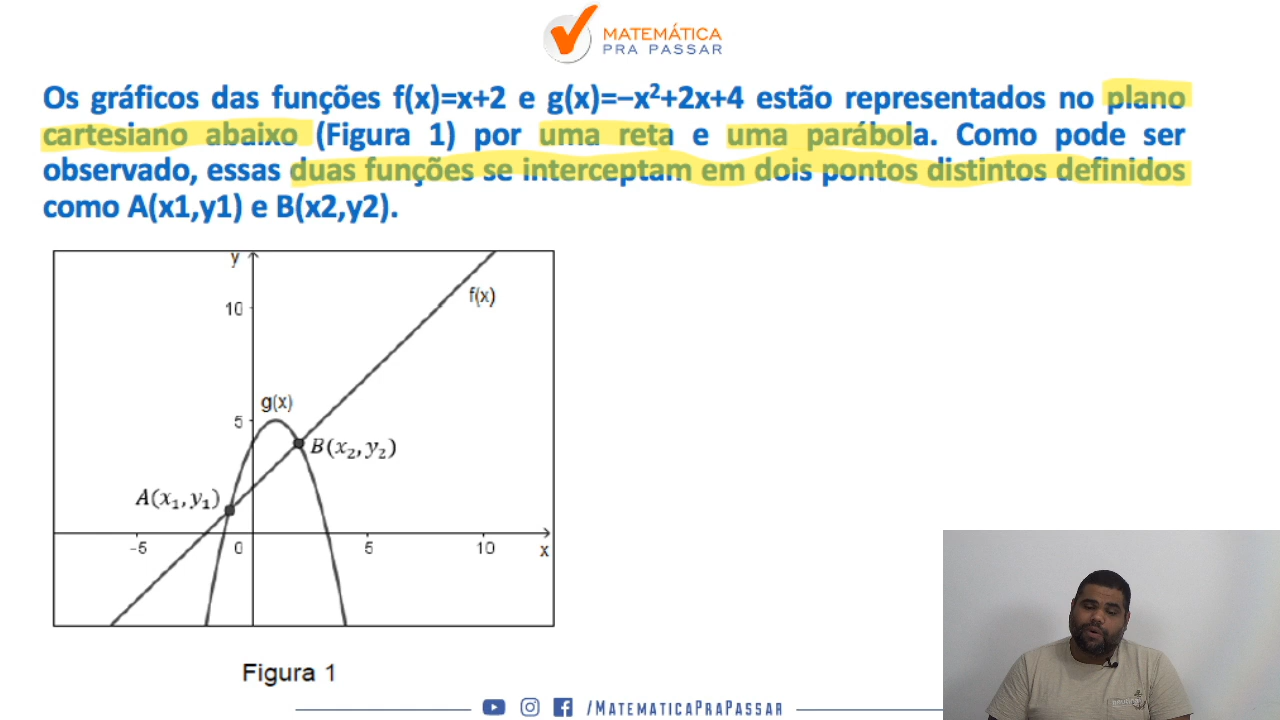 MATEMÁTICA
PRA PASSAR
Os gráficos das funções f(x)=x+2 e g(x)=–x²+2x+4 estão representados no plano
cartesiano abaixo (Figura 1) por uma reta e uma parábola. Como pode ser
observado, essas duas funções se interceptam em dois pontos distintos definidos
como A(x1,y1) e B(x2,y2).
y
f(x)
10
g(x)
5
B(x₂, y₂)
A(x₁, y₁)
-5
0
5
10
x
Figura 1
/MATEMATICAPRAPASSAR